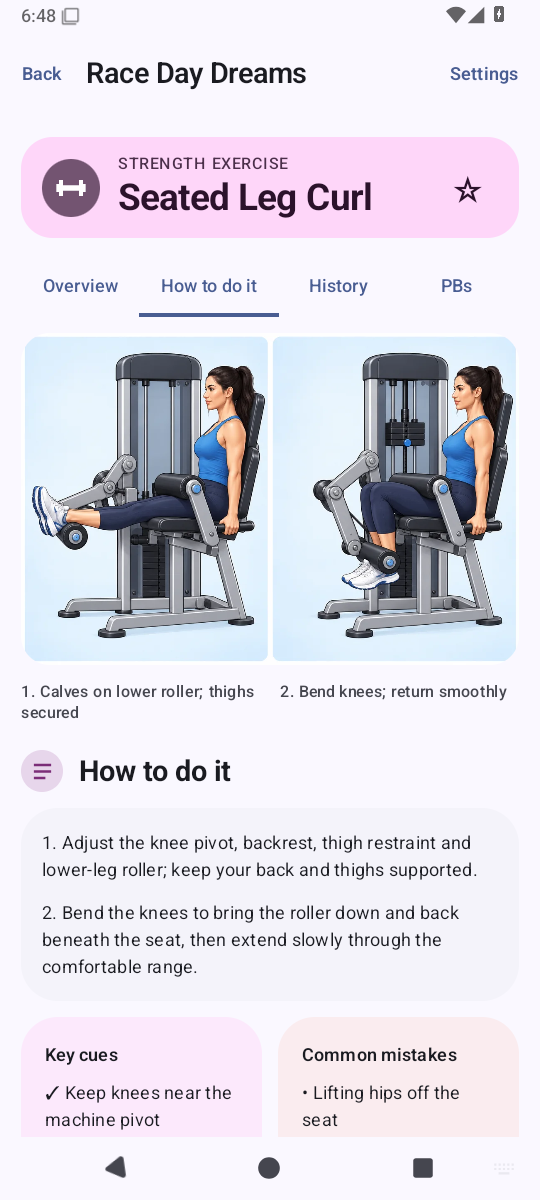 6:48
Back
Race Day Dreams
Settings
STRENGTH EXERCISE
Seated Leg Curl
Overview
How to do it
History
PBs
1. Calves on lower roller; thighs
secured
2. Bend knees; return smoothly
How to do it
1. Adjust the knee pivot, backrest, thigh restraint and
lower-leg roller; keep your back and thighs supported.
2. Bend the knees to bring the roller down and back
beneath the seat, then extend slowly through the
comfortable range.
Key cues
✓ Keep knees near the
machine pivot
Common mistakes
• Lifting hips off the
seat